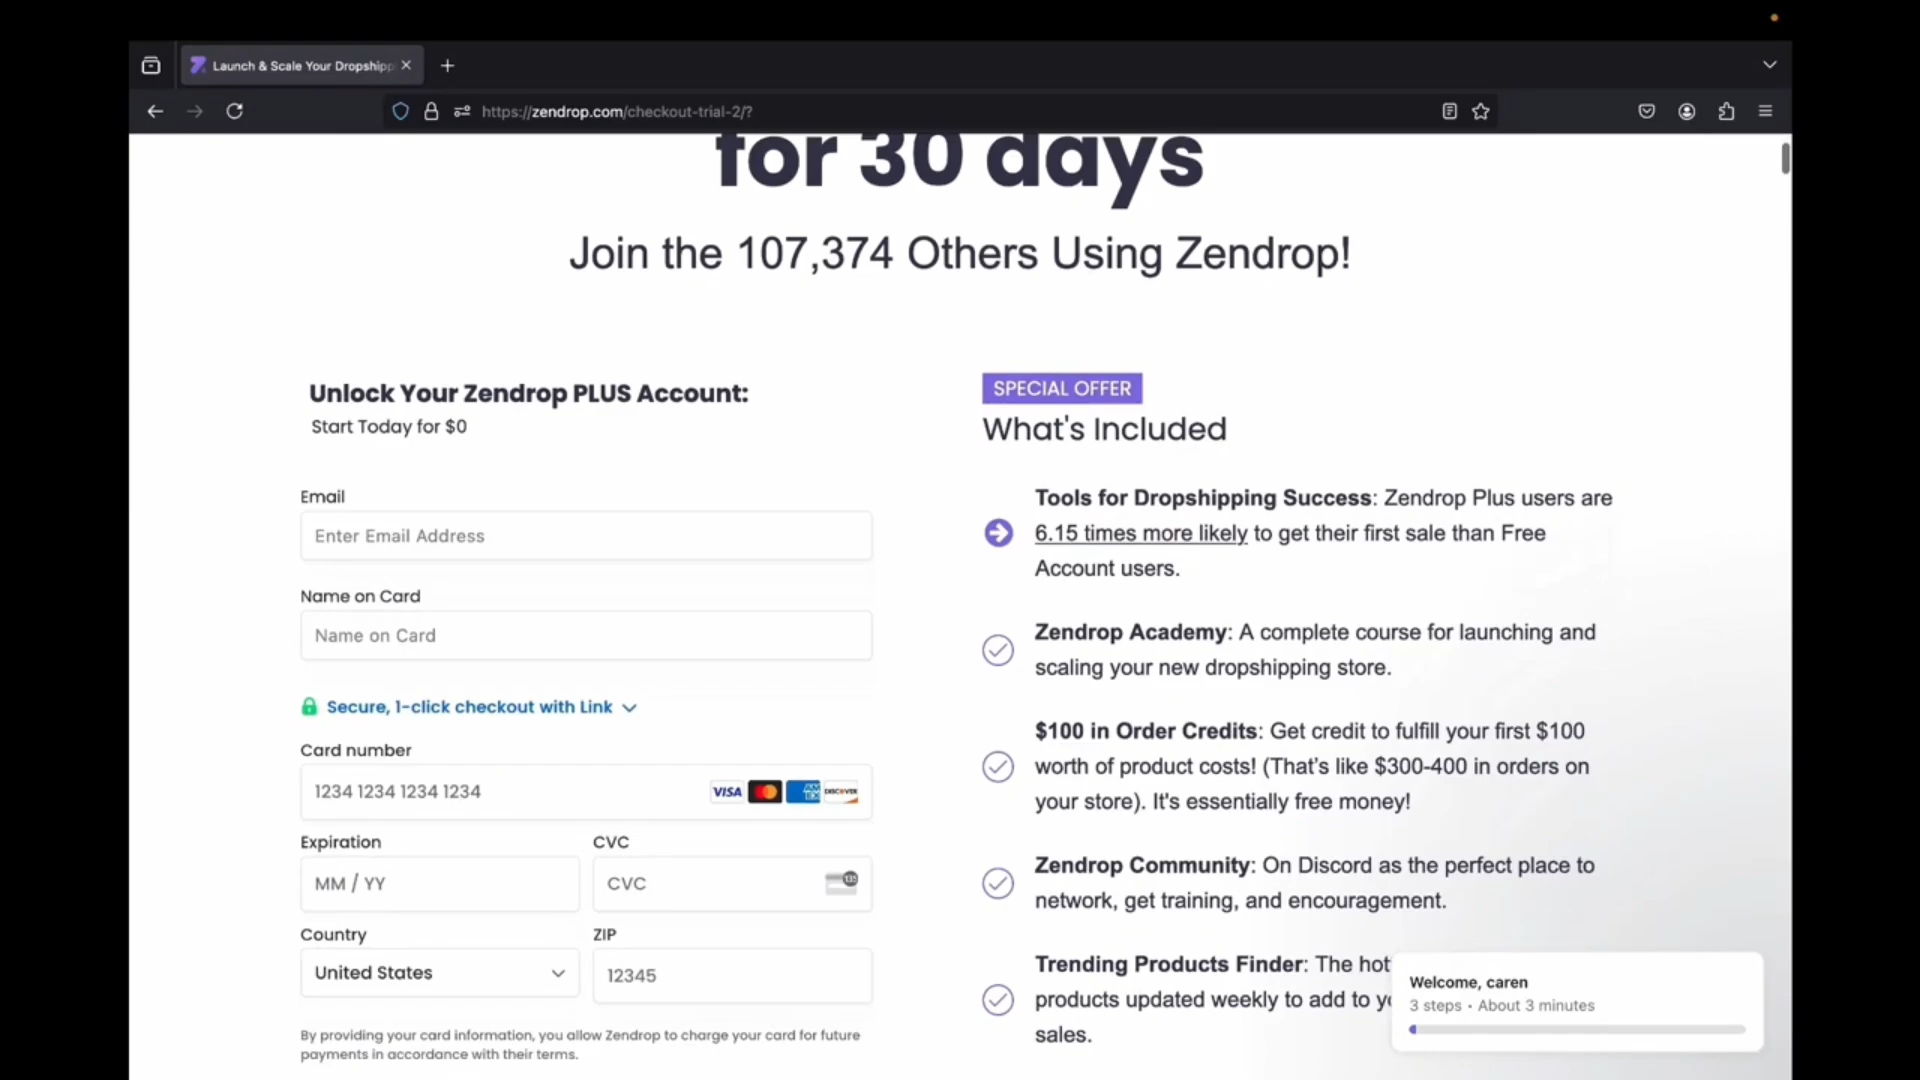 Launch & Scale Your Dropshipp
https://zendrop.com/checkout-trial-2/?
for 30 days
Join the 107,374 Others Using Zendrop!
Unlock Your Zendrop PLUS Account:
Start Today for $0
Email
Enter Email Address
Name on Card
Name on Card
Secure, 1-click checkout with Link
Card number
1234 1234 1234 1234
VISA
AMEX
DISCOVER
Expiration
CVC
MM / YY
CVC
135
Country
ZIP
United States
12345
By providing your card information, you allow Zendrop to charge your card for future
payments in accordance with their terms.
SPECIAL OFFER
What's Included
Tools for Dropshipping Success: Zendrop Plus users are
6.15 times more likely to get their first sale than Free
Account users.
Zendrop Academy: A complete course for launching and
scaling your new dropshipping store.
$100 in Order Credits: Get credit to fulfill your first $100
worth of product costs! (That's like $300-400 in orders on
your store). It's essentially free money!
Zendrop Community: On Discord as the perfect place to
network, get training, and encouragement.
Trending Products Finder: The hot
products updated weekly to add to y
sales.
Welcome, caren
3 steps • About 3 minutes